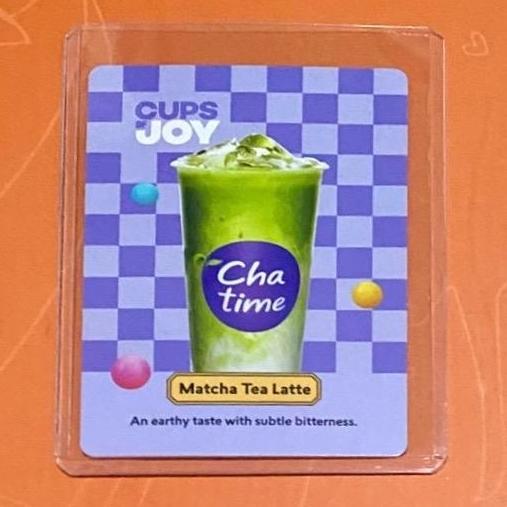 CUPS
OF
JOY
Cha
time
Matcha Tea Latte
An earthy taste with subtle bitterness.